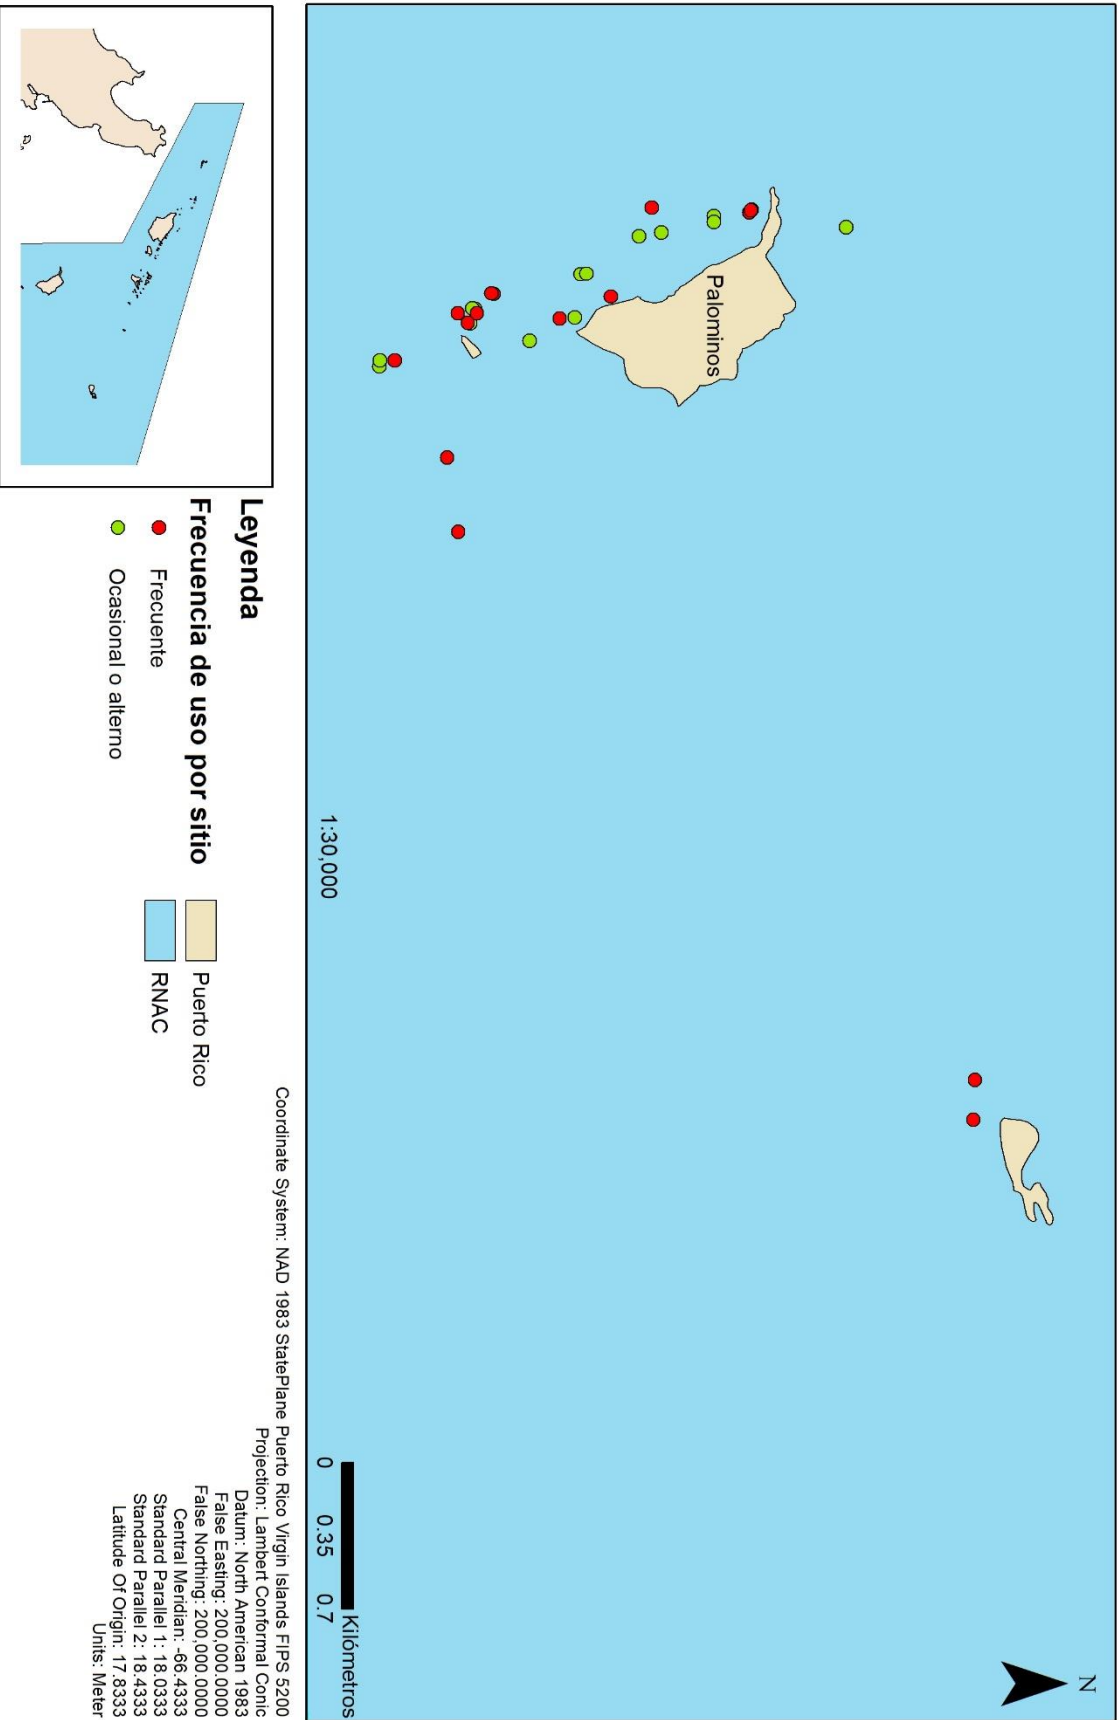 N
Palominos
Kilómetros
0 0.35 0.7
1:30,000
Leyenda
Frecuencia de uso por sitio
Frecuente
Ocasional o alterno
Puerto Rico
RNAC
Coordinate System: NAD 1983 StatePlane Puerto Rico Virgin Islands FIPS 5200
Projection: Lambert Conformal Conic
Datum: North American 1983
False Easting: 200,000.0000
False Northing: 200,000.0000
Central Meridian: -66.4333
Standard Parallel 1: 18.0333
Standard Parallel 2: 18.4333
Latitude Of Origin: 17.8333
Units: Meter